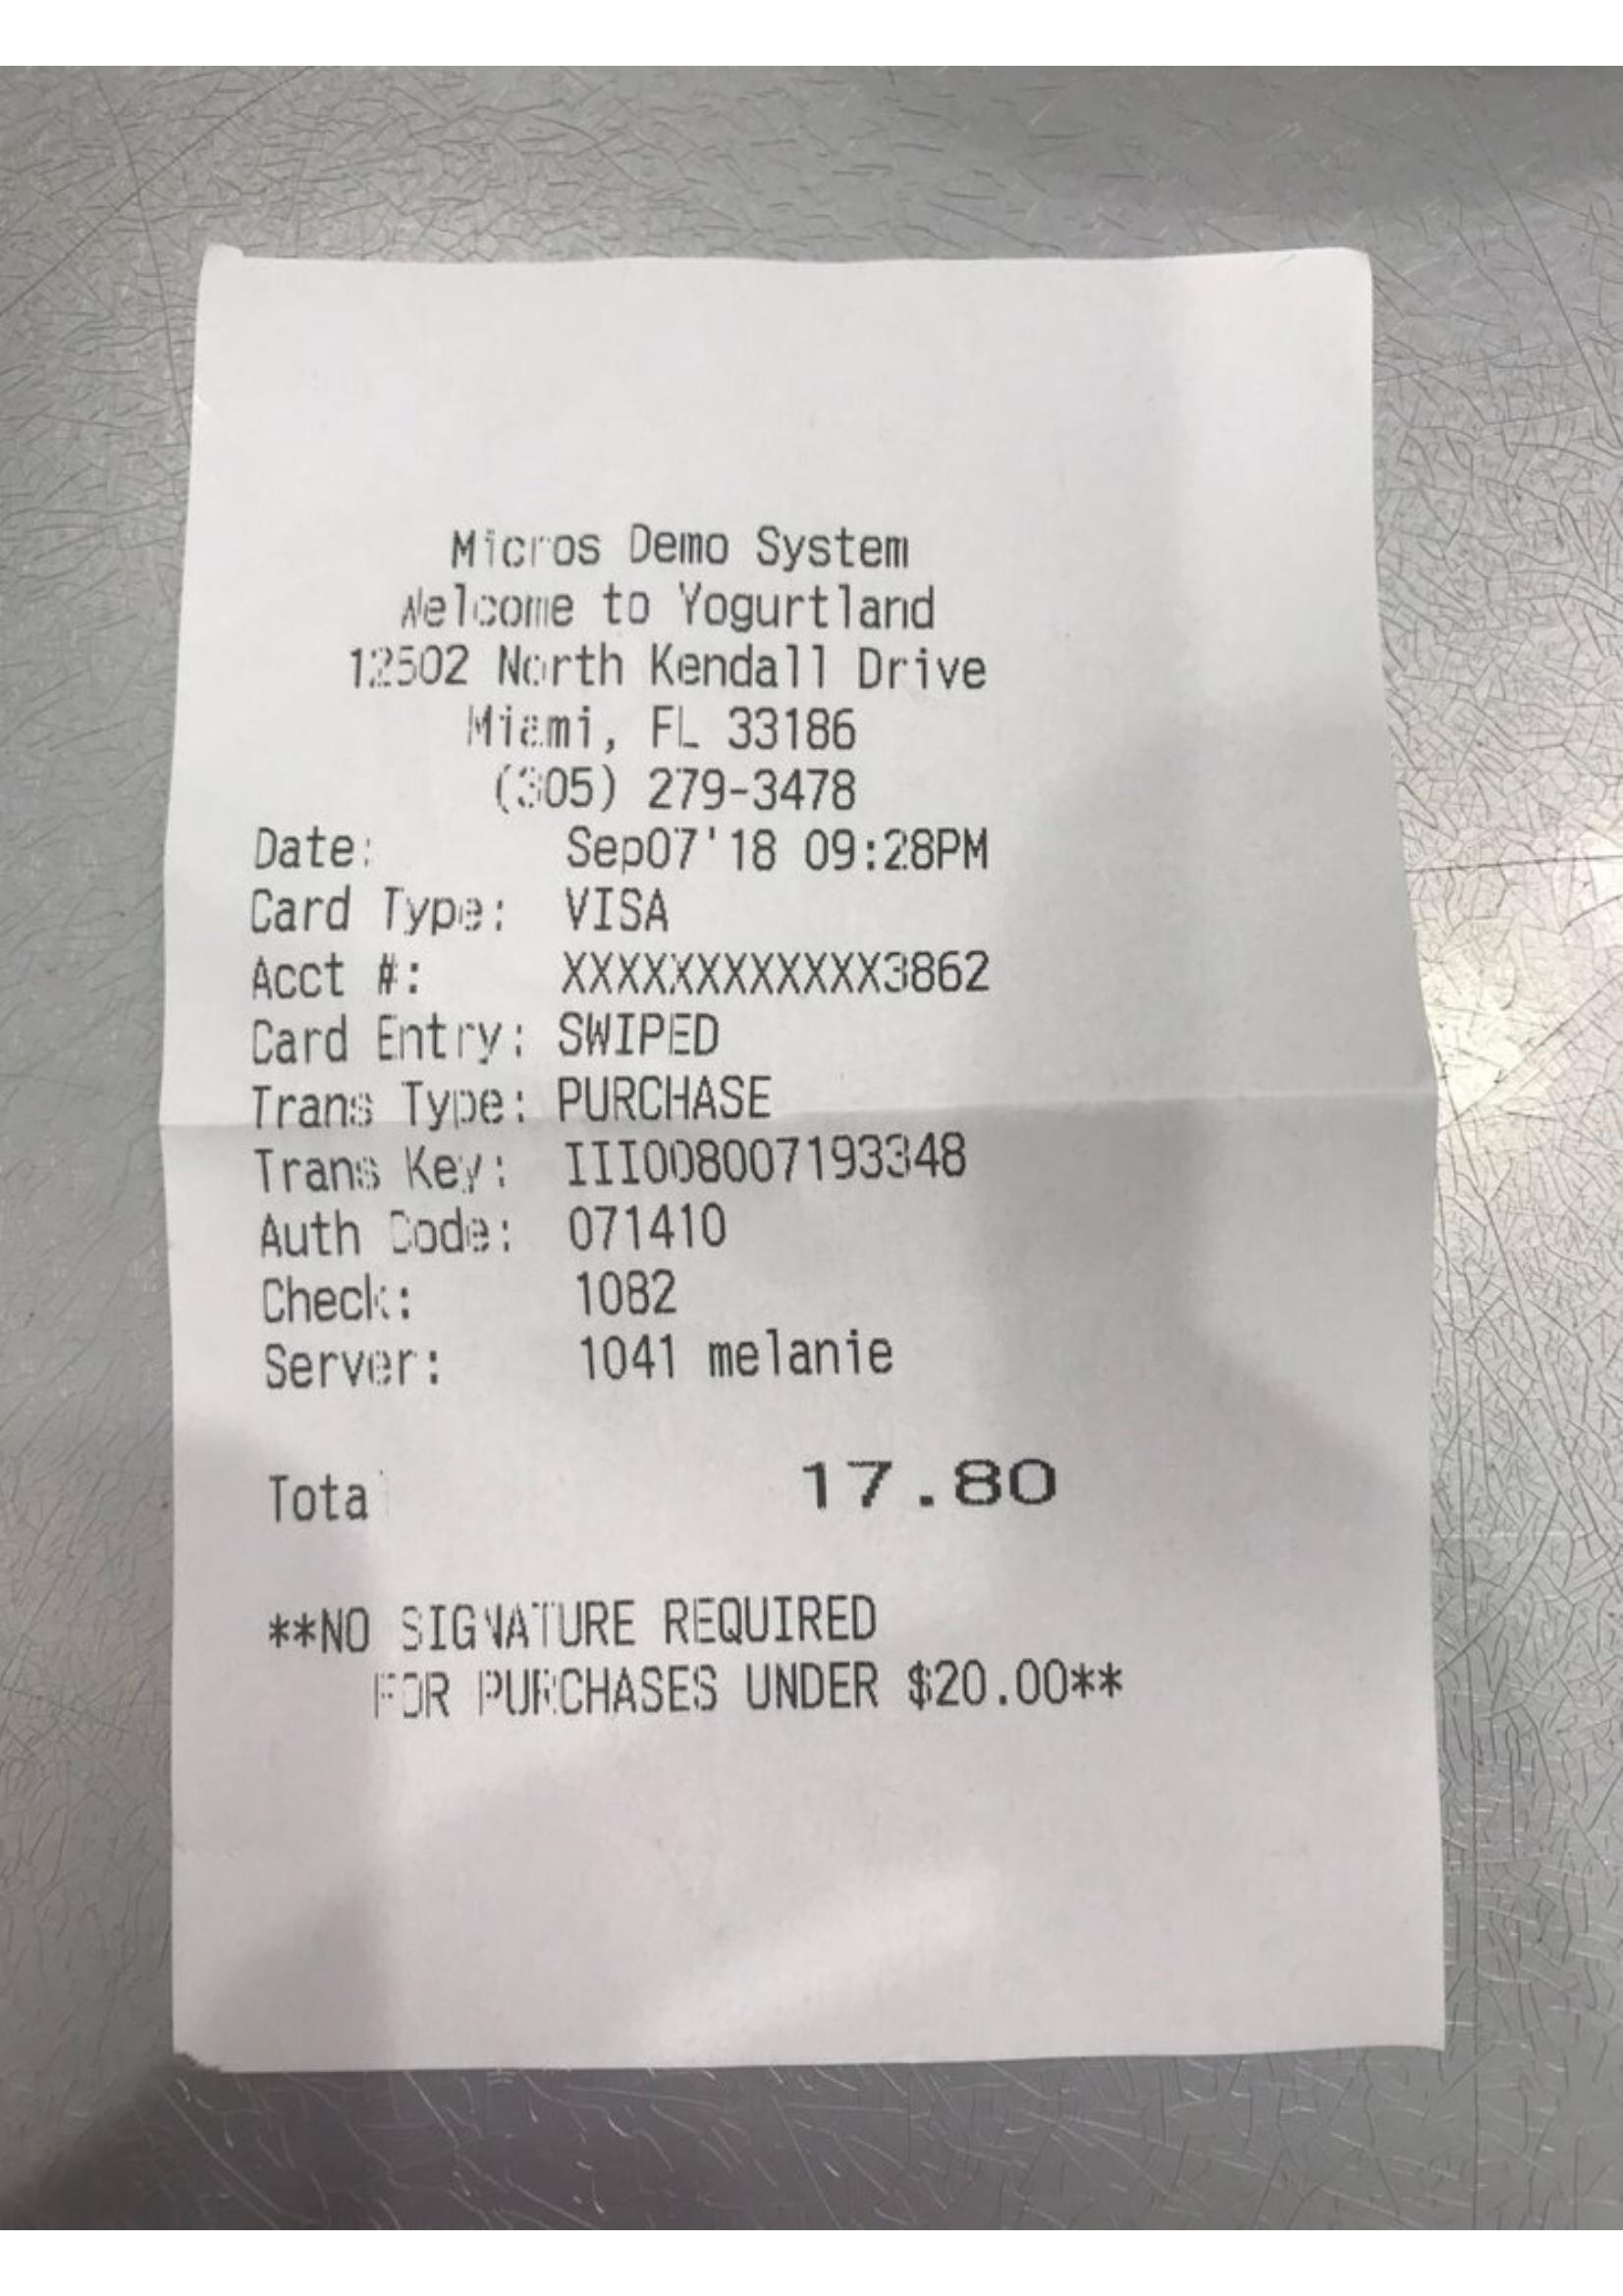 Micros Demo System
Welcome to Yogurtland
12502 North Kendall Drive
Miami, FL 33186
(305) 279-3478
Date: Sep07'18 09:28PM
Card Type: VISA
Acct #: XXXXXXXXXXXX3862
Card Entry: SWIPED
Trans Type: PURCHASE
Trans Key: III008007193348
Auth Code: 071410
Check: 1082
Server: 1041 melanie
Total 17.80
**NO SIGNATURE REQUIRED
FOR PURCHASES UNDER $20.00**